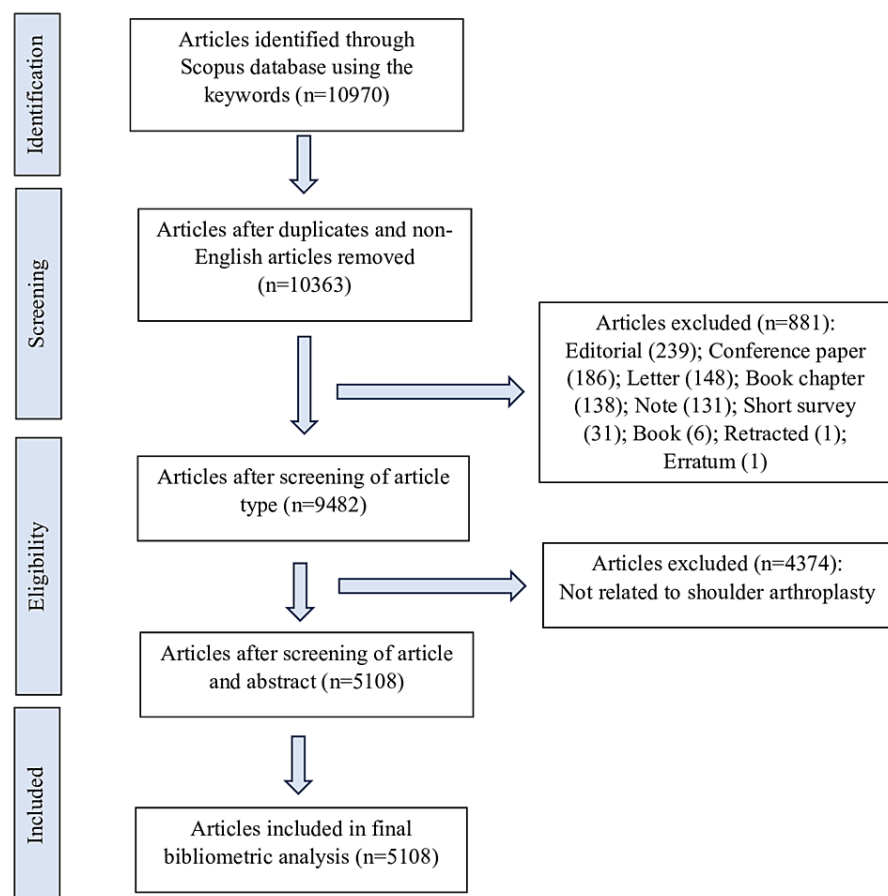 Identification
Articles identified through
Scopus database using the
keywords (n=10970)
Screening
Articles after duplicates and non-
English articles removed
(n=10363)
Articles excluded (n=881):
Editorial (239); Conference paper
(186); Letter (148); Book chapter
(138); Note (131); Short survey
(31); Book (6); Retracted (1);
Erratum (1)
Eligibility
Articles after screening of article
type (n=9482)
Articles excluded (n=4374):
Not related to shoulder arthroplasty
Articles after screening of article
and abstract (n=5108)
Included
Articles included in final
bibliometric analysis (n=5108)